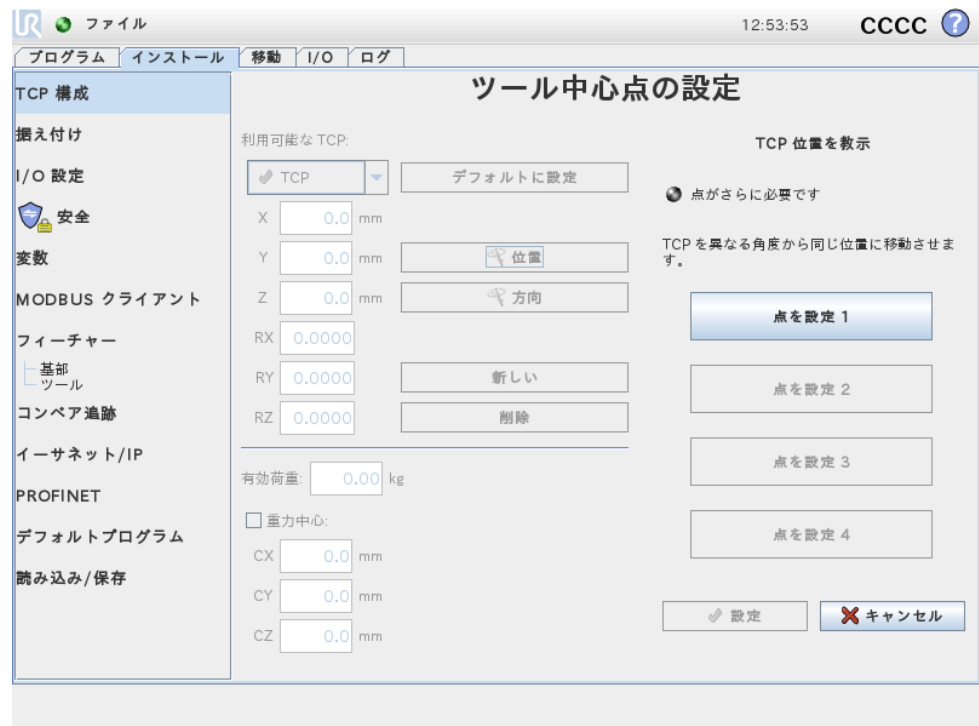 UR
ファイル
12:53:53
CCCC
?
プログラム
インストール
移動
I/O
ログ
TCP 構成
据え付け
I/O 設定
安全
変数
MODBUS クライアント
フィーチャー
基部
ツール
コンベア追跡
イーサネット/IP
PROFINET
デフォルトプログラム
読み込み/保存
ツール中心点の設定
利用可能な TCP:
TCP
デフォルトに設定
X 0.0 mm
Y 0.0 mm
位置
Z 0.0 mm
方向
RX 0.0000
RY 0.0000
新しい
RZ 0.0000
削除
有効荷重: 0.00 kg
重力中心:
CX 0.0 mm
CY 0.0 mm
CZ 0.0 mm
TCP 位置を教示
点がさらに必要です
TCP を異なる角度から同じ位置に移動させま
す。
点を設定 1
点を設定 2
点を設定 3
点を設定 4
設定
キャンセル